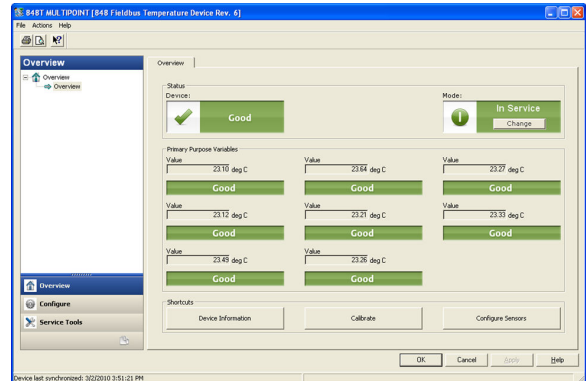 848T MULTIPOINT [848 Fieldbus Temperature Device Rev. 6]
File Actions Help
Overview
Overview
Overview
Overview
Configure
Service Tools
Overview
Status
Device:
Good
Mode:
In Service
Change
Primary Purpose Variables
Value Value Value
23.10 deg C 23.64 deg C 23.27 deg C
Good Good Good
Value Value Value
23.12 deg C 23.21 deg C 23.33 deg C
Good Good Good
Value Value
23.49 deg C 23.26 deg C
Good Good
Shortcuts
Device Information Calibrate Configure Sensors
OK Cancel Apply Help
Device last synchronized: 3/2/2010 3:51:21 PM